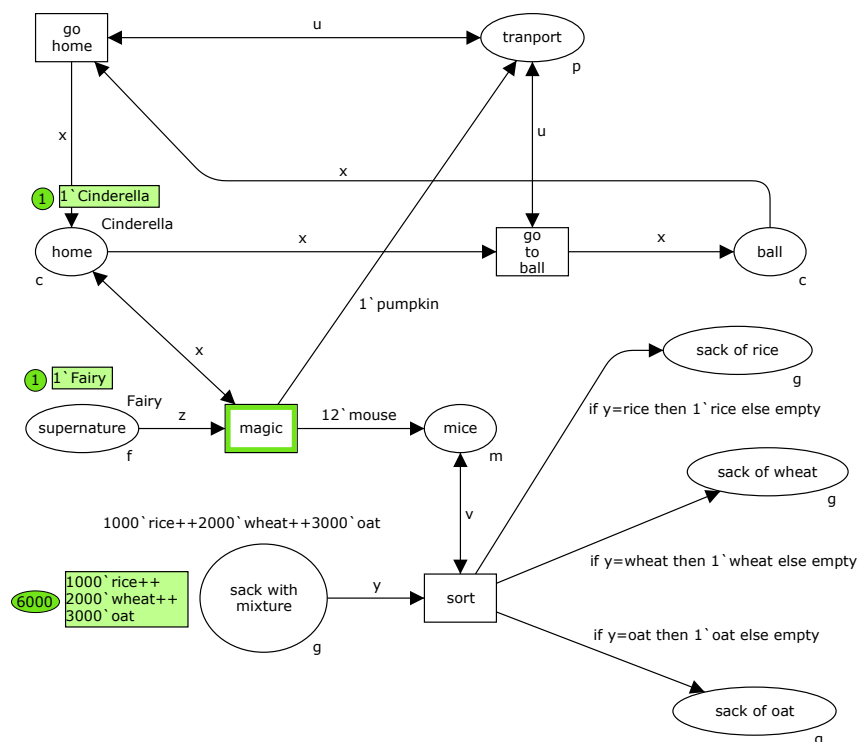 go
home
u
tranport
p
x
u
x
1
1`Cinderella
Cinderella
home
c
x
go
to
ball
x
ball
c
1`pumpkin
x
sack of rice
g
1
1`Fairy
Fairy
supernature
f
z
magic
12`mouse
mice
m
if y=rice then 1`rice else empty
sack of wheat
g
v
1000`rice++2000`wheat++3000`oat
if y=wheat then 1`wheat else empty
6000
1000`rice++
2000`wheat++
3000`oat
sack with
mixture
g
y
sort
if y=oat then 1`oat else empty
sack of oat
g